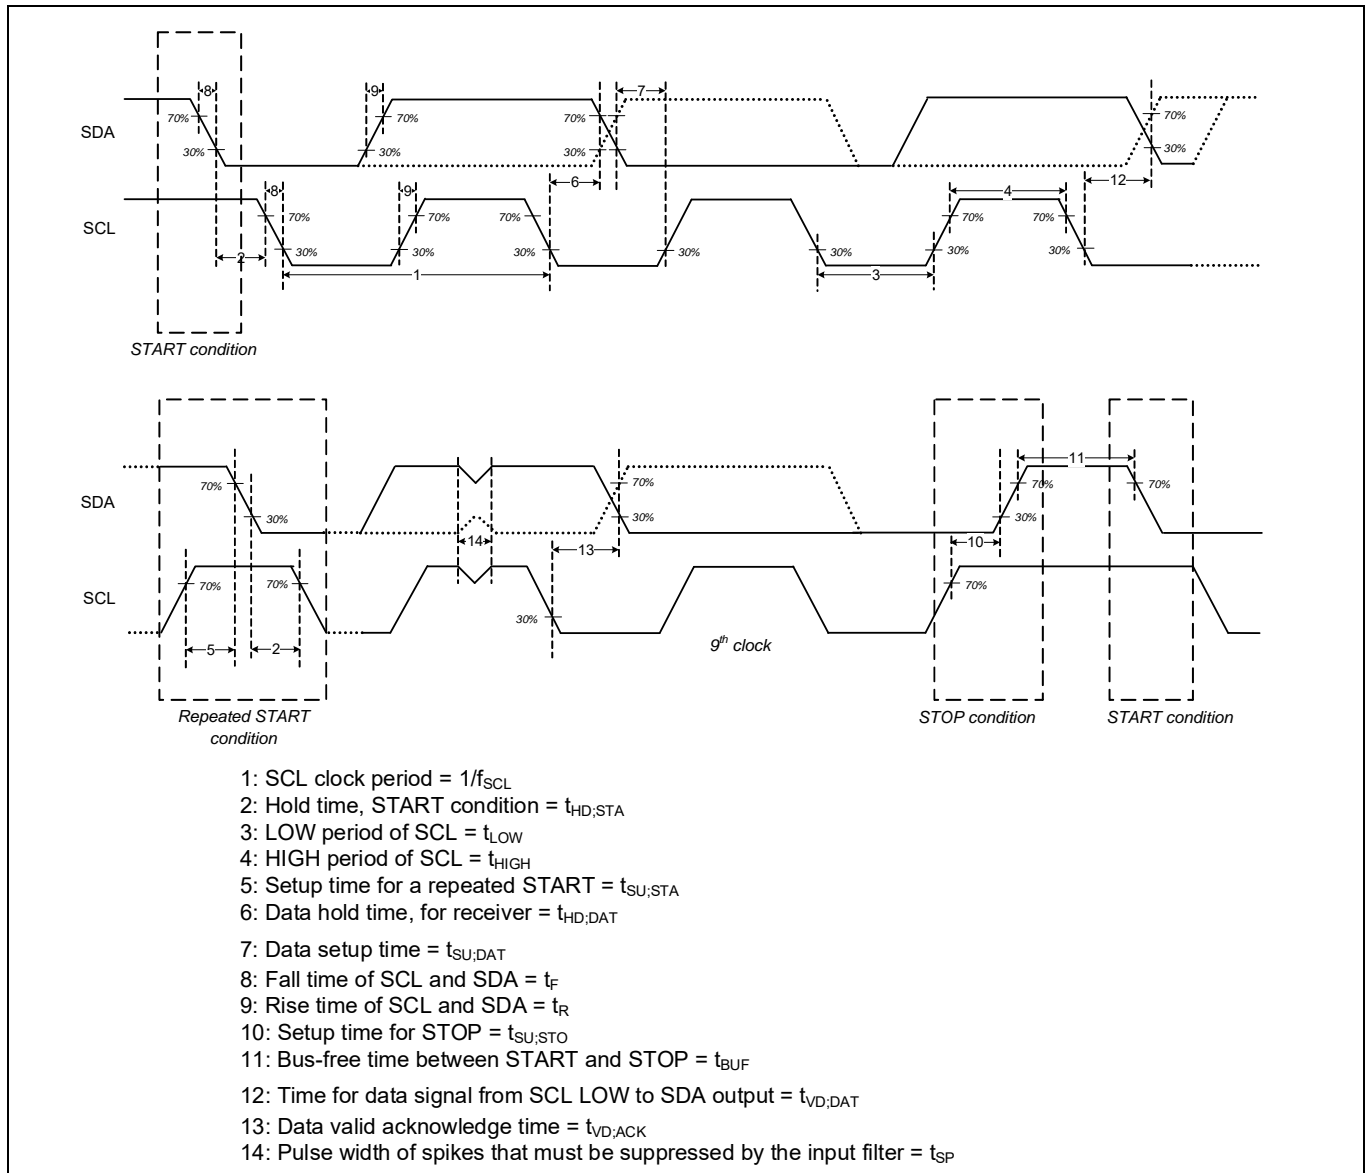 8 9 7
70% 70% 70% 70%
SDA 12
30% 30% 30% 30%
8 9 6 4
70% 70% 70% 70% 70%
SCL
30% 30% 30% 30% 30% 30% 30%
2 1 3
START condition
11
70% 70% 70% 70%
SDA
30% 30% 30%
14 13 10
70% 70% 70%
SCL
30%
5 2 9th clock
Repeated START condition
STOP condition START condition
1: SCL clock period = 1/fSCL
2: Hold time, START condition = tHD;STA
3: LOW period of SCL = tLOW
4: HIGH period of SCL = tHIGH
5: Setup time for a repeated START = tSU;STA
6: Data hold time, for receiver = tHD;DAT
7: Data setup time = tSU;DAT
8: Fall time of SCL and SDA = tF
9: Rise time of SCL and SDA = tR
10: Setup time for STOP = tSU;STO
11: Bus-free time between START and STOP = tBUF
12: Time for data signal from SCL LOW to SDA output = tVD;DAT
13: Data valid acknowledge time = tVD;ACK
14: Pulse width of spikes that must be suppressed by the input filter = tSP